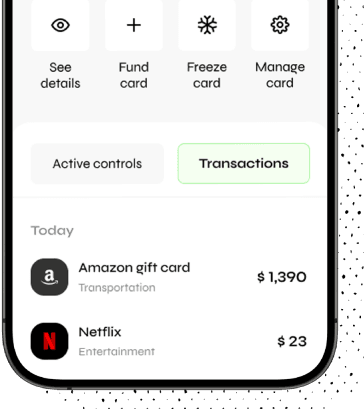 See Fund Freeze Manage
details card card card
Active controls Transactions
Today
Amazon gift card $ 1,390
Transportation
Netflix $ 23
Entertainment